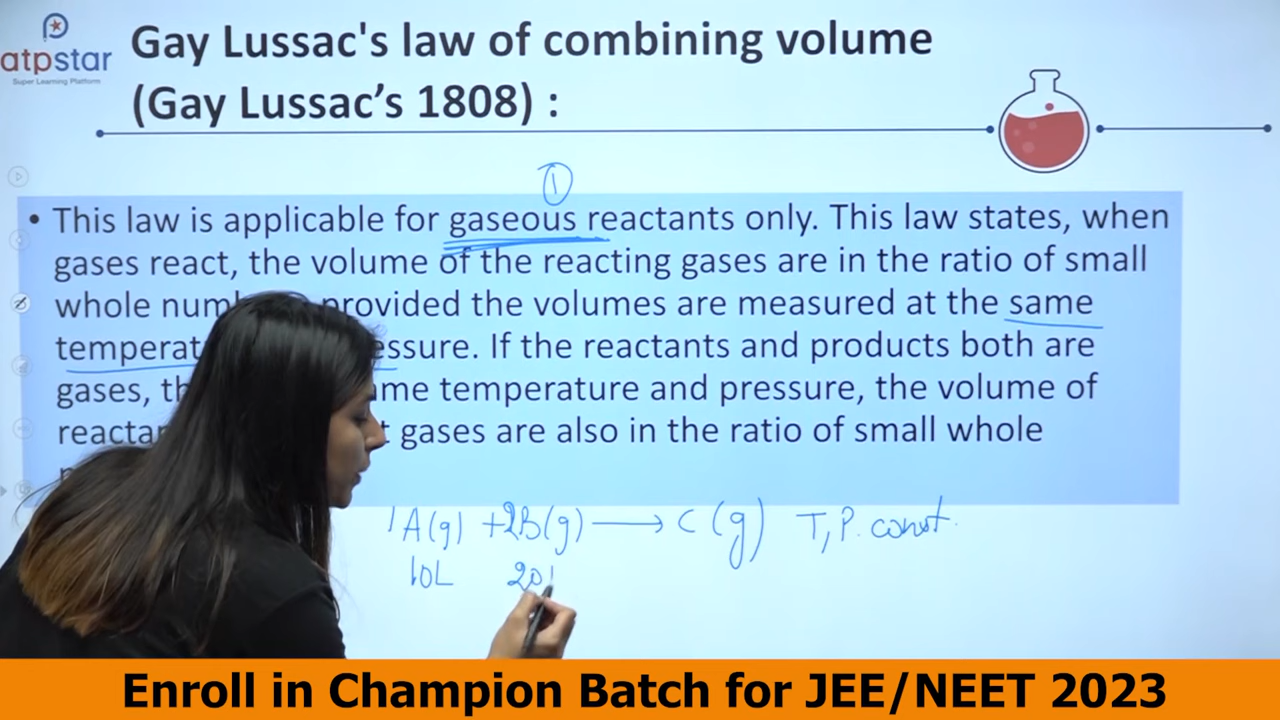 atpstar
Super Learning Platform
Gay Lussac's law of combining volume
(Gay Lussac’s 1808) :
①
• This law is applicable for gaseous reactants only. This law states, when
gases react, the volume of the reacting gases are in the ratio of small
whole num provided the volumes are measured at the same
temperat essure. If the reactants and products both are
gases, th ame temperature and pressure, the volume of
reacta t gases are also in the ratio of small whole
1A(g) +2B(g) ⟶ C(g) T, P. const.
10L 20L
Enroll in Champion Batch for JEE/NEET 2023